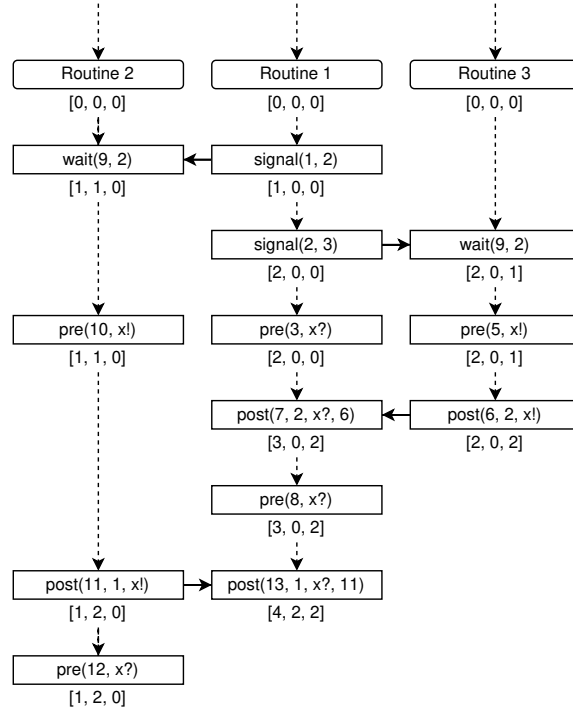 Routine 2 Routine 1 Routine 3
[0, 0, 0] [0, 0, 0] [0, 0, 0]
wait(9, 2) signal(1, 2)
[1, 1, 0] [1, 0, 0]
signal(2, 3) wait(9, 2)
[2, 0, 0] [2, 0, 1]
pre(10, x!) pre(3, x?) pre(5, x!)
[1, 1, 0] [2, 0, 0] [2, 0, 1]
post(7, 2, x?, 6) post(6, 2, x!)
[3, 0, 2] [2, 0, 2]
pre(8, x?)
[3, 0, 2]
post(11, 1, x!) post(13, 1, x?, 11)
[1, 2, 0] [4, 2, 2]
pre(12, x?)
[1, 2, 0]